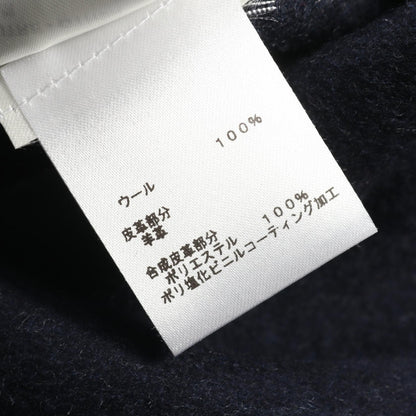 ウール 100%
皮革部分
羊革
合成皮革部分
ポリエステル 100%
ポリ塩化ビニルコーディング加工